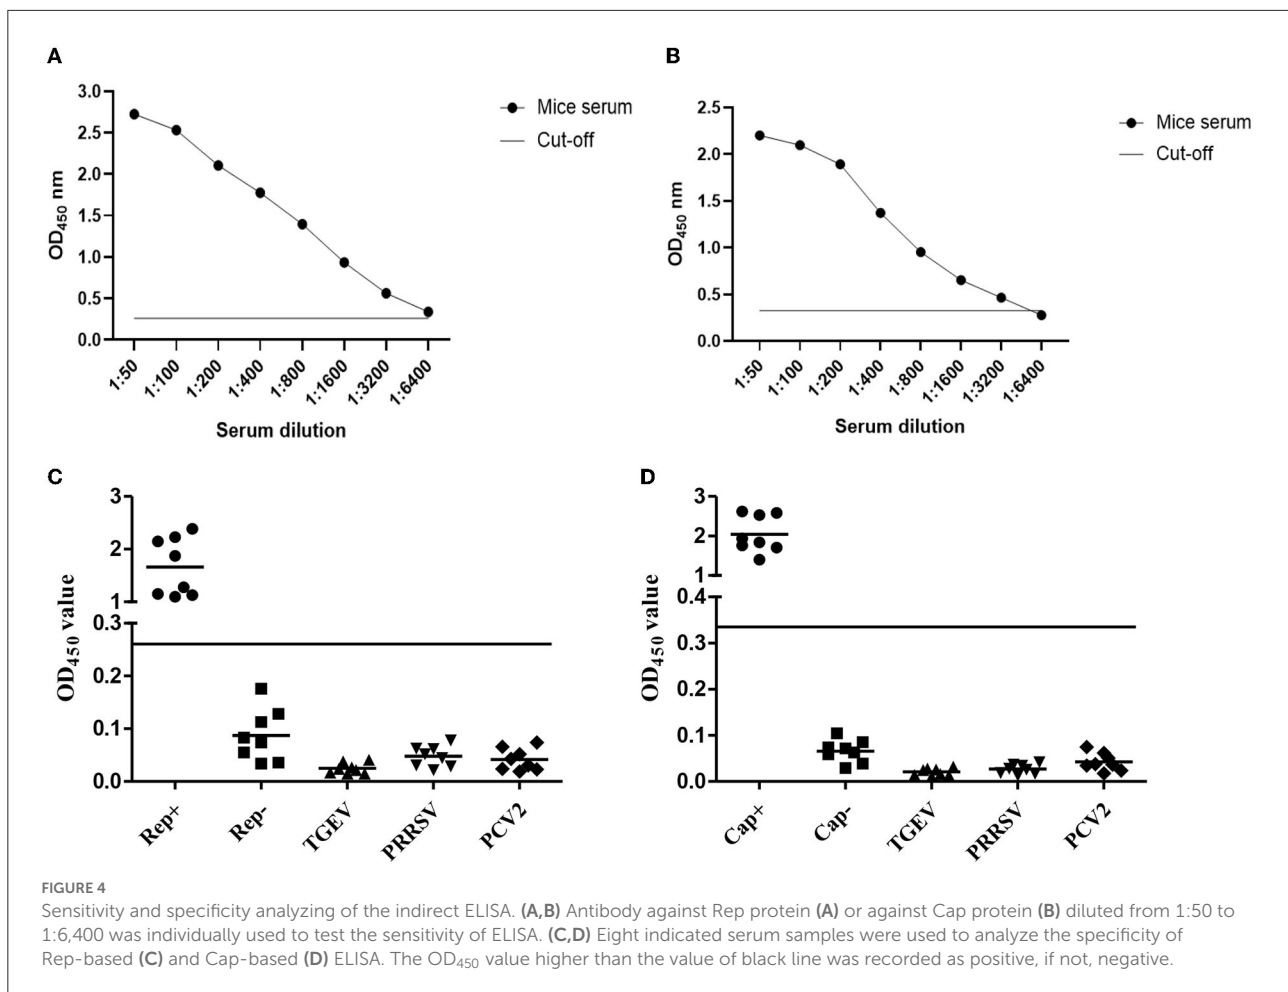 A
3.0
2.5
2.0
1.5
1.0
0.5
0.0
OD450 nm
Mice serum
Cut-off
1:50
1:100
1:200
1:400
1:800
1:1600
1:3200
1:6400
Serum dilution
B
2.5
2.0
1.5
1.0
0.5
0.0
OD450 nm
Mice serum
Cut-off
1:50
1:100
1:200
1:400
1:800
1:1600
1:3200
1:6400
Serum dilution
C
3
2
1
0.3
0.2
0.1
0.0
OD450 value
Rep+
Rep-
TGEV
PRRSV
PCV2
D
3
2
1
0.4
0.3
0.2
0.1
0.0
OD450 value
Cap+
Cap-
TGEV
PRRSV
PCV2
FIGURE 4
Sensitivity and specificity analyzing of the indirect ELISA. (A,B) Antibody against Rep protein (A) or against Cap protein (B) diluted from 1:50 to
1:6,400 was individually used to test the sensitivity of ELISA. (C,D) Eight indicated serum samples were used to analyze the specificity of
Rep-based (C) and Cap-based (D) ELISA. The OD450 value higher than the value of black line was recorded as positive, if not, negative.